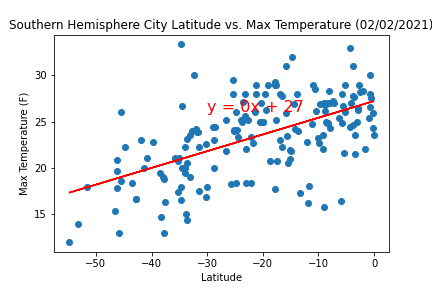 Southern Hemisphere City Latitude vs. Max Temperature (02/02/2021)
Max Temperature (F)
30
25
20
15
y = 0x + 27
−50
−40
−30
−20
−10
0
Latitude